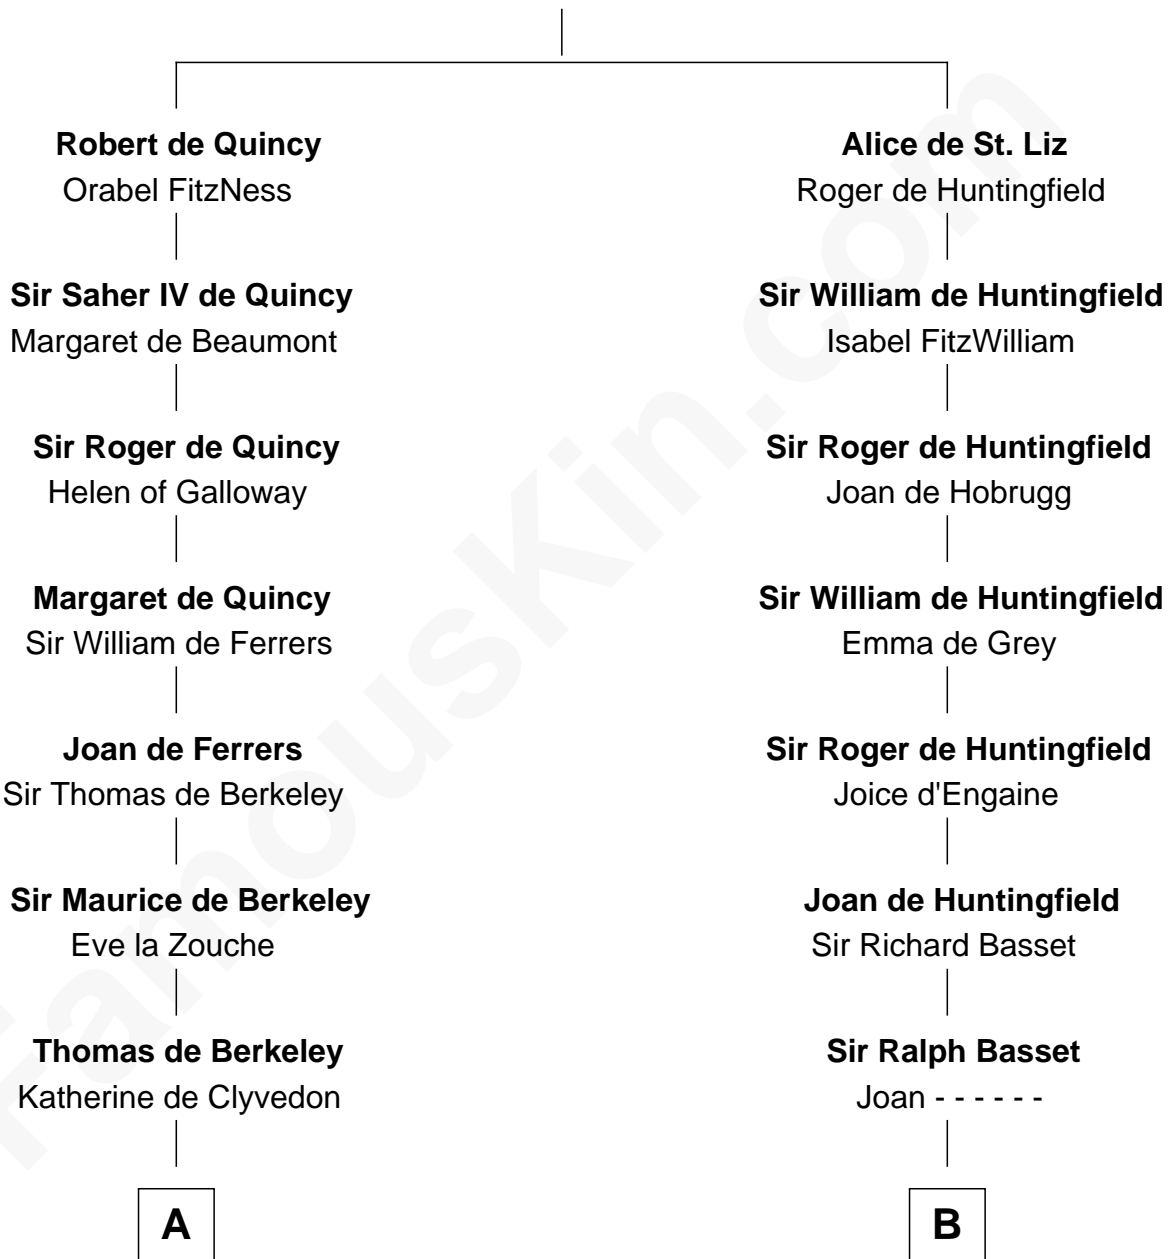 Robert de Quincy
Orabel FitzNess
Sir Saher IV de Quincy
Margaret de Beaumont
Sir Roger de Quincy
Helen of Galloway
Margaret de Quincy
Sir William de Ferrers
Joan de Ferrers
Sir Thomas de Berkeley
Sir Maurice de Berkeley
Eve la Zouche
Thomas de Berkeley
Katherine de Clyvedon
A
Alice de St. Liz
Roger de Huntingfield
Sir William de Huntingfield
Isabel FitzWilliam
Sir Roger de Huntingfield
Joan de Hobrugg
Sir William de Huntingfield
Emma de Grey
Sir Roger de Huntingfield
Joice d'Engaine
Joan de Huntingfield
Sir Richard Basset
Sir Ralph Basset
Joan - - - - - -
B
FamousKin.com